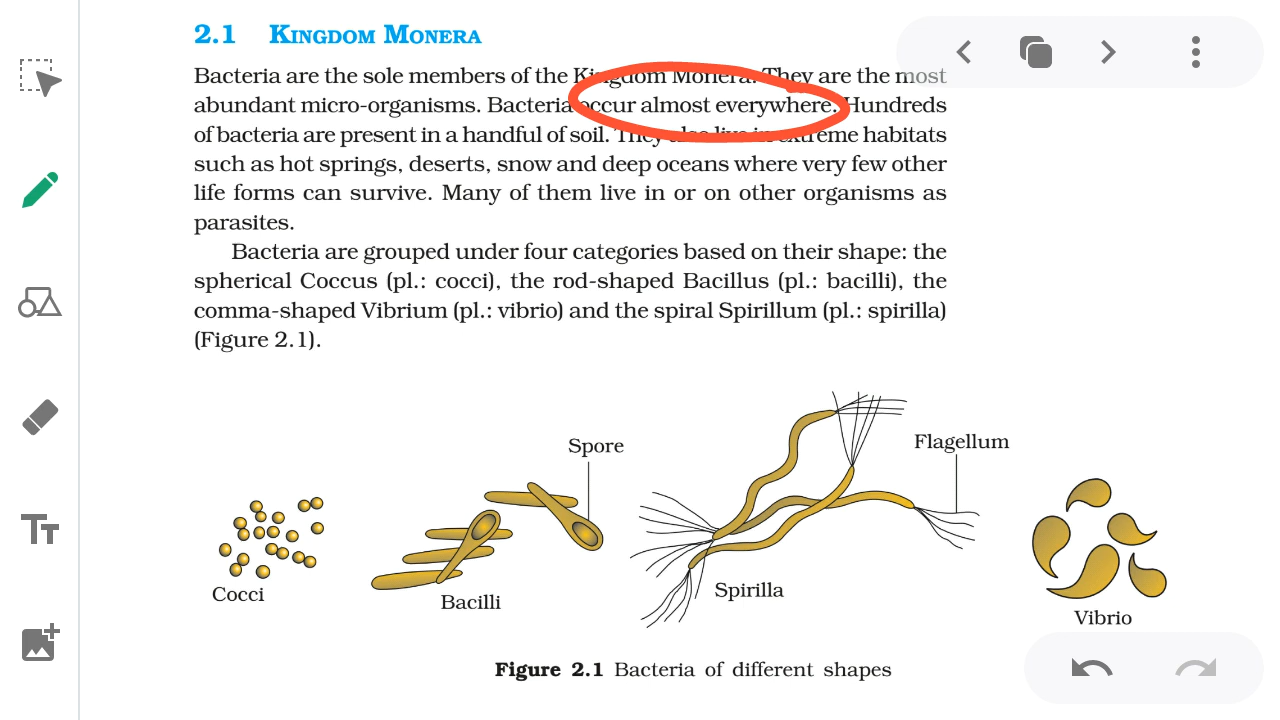 2.1 KINGDOM MONERA
Bacteria are the sole members of the Kingdom Monera. They are the most
abundant micro-organisms. Bacteria occur almost everywhere. Hundreds
of bacteria are present in a handful of soil. They also live in extreme habitats
such as hot springs, deserts, snow and deep oceans where very few other
life forms can survive. Many of them live in or on other organisms as
parasites.
Bacteria are grouped under four categories based on their shape: the
spherical Coccus (pl.: cocci), the rod-shaped Bacillus (pl.: bacilli), the
comma-shaped Vibrium (pl.: vibrio) and the spiral Spirillum (pl.: spirilla)
(Figure 2.1).
Spore
Flagellum
Cocci
Bacilli
Spirilla
Vibrio
Figure 2.1 Bacteria of different shapes
TT